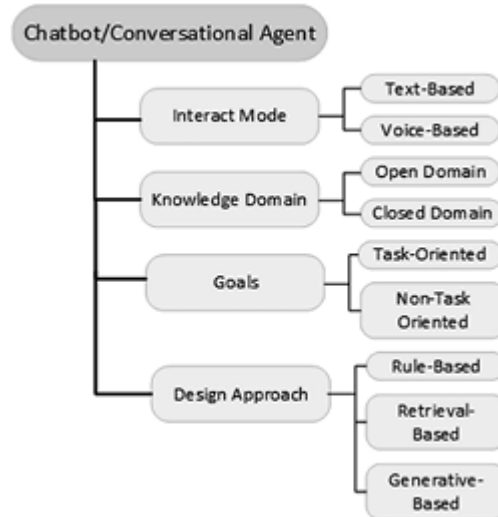 Chatbot/Conversational Agent
Interact Mode
Text-Based
Voice-Based
Knowledge Domain
Open Domain
Closed Domain
Goals
Task-Oriented
Non-Task
Oriented
Design Approach
Rule-Based
Retrieval-
Based
Generative-
Based